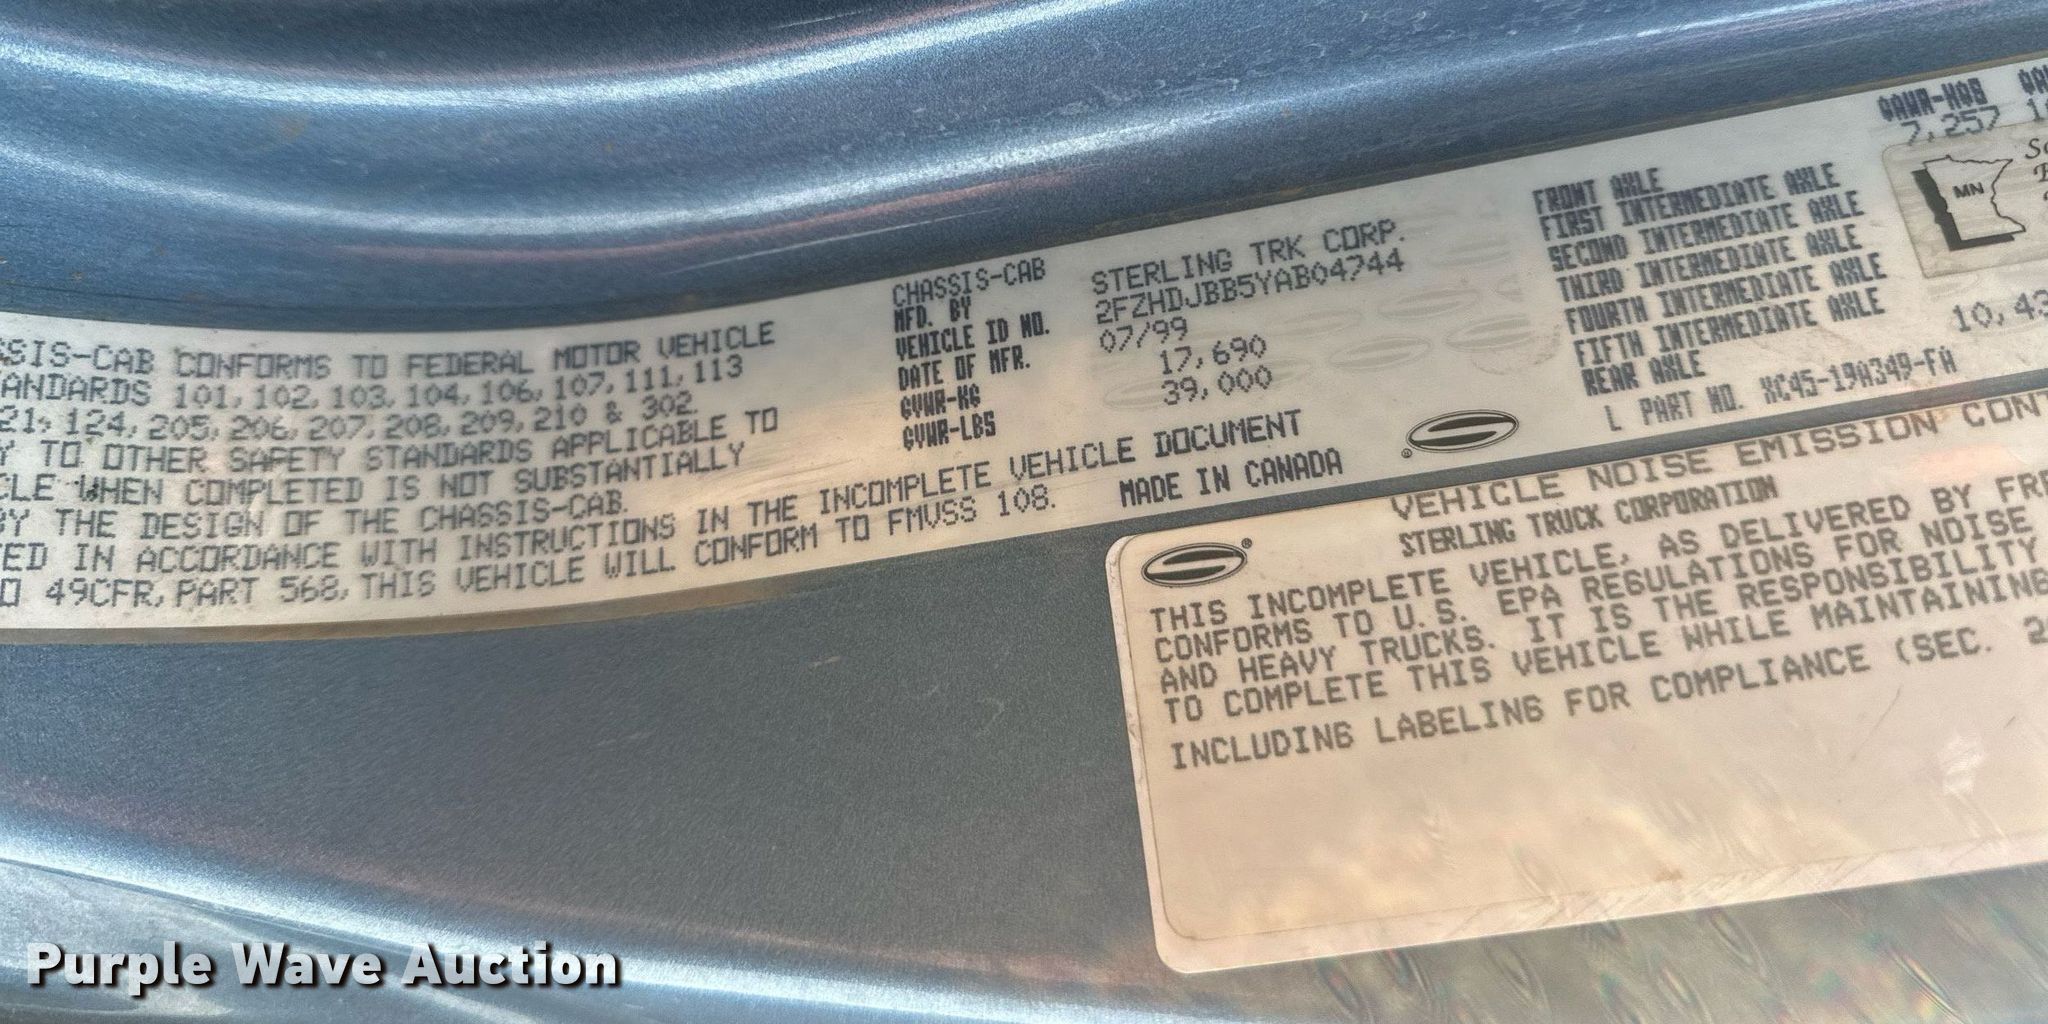 SSIS-CAB CONFORMS TO FEDERAL MOTOR VEHICLE
ANDARDS 101, 102, 103, 104, 106, 107, 111, 113
21, 124, 205, 206, 207, 208, 209, 210 & 302.
Y TO OTHER SAFETY STANDARDS APPLICABLE TO
CLE WHEN COMPLETED IS NOT SUBSTANTIALLY
BY THE DESIGN OF THE CHASSIS-CAB.
ED IN ACCORDANCE WITH INSTRUCTIONS IN THE INCOMPLETE VEHICLE DOCUMENT
O 49CFR, PART 568, THIS VEHICLE WILL CONFORM TO FMVSS 108.
MADE IN CANADA
CHASSIS-CAB
MFD. BY STERLING TRK CORP.
VEHICLE ID NO. 2FZHDJBB5YAB04744
DATE OF MFR. 07/99
GVWR-KG 17,690
GVWR-LBS 39,000
GAWR-KGS
7,257
FRONT AXLE
FIRST INTERMEDIATE AXLE
SECOND INTERMEDIATE AXLE
THIRD INTERMEDIATE AXLE
FOURTH INTERMEDIATE AXLE
FIFTH INTERMEDIATE AXLE
REAR AXLE
10,43
L PART NO. XC45-19A349-FA
MN
VEHICLE NOISE EMISSION CONT
STERLING TRUCK CORPORATION
THIS INCOMPLETE VEHICLE, AS DELIVERED BY FRE
CONFORMS TO U.S. EPA REGULATIONS FOR NOISE
AND HEAVY TRUCKS. IT IS THE RESPONSIBILITY
TO COMPLETE THIS VEHICLE WHILE MAINTAINING
INCLUDING LABELING FOR COMPLIANCE (SEC. 2
Purple Wave Auction